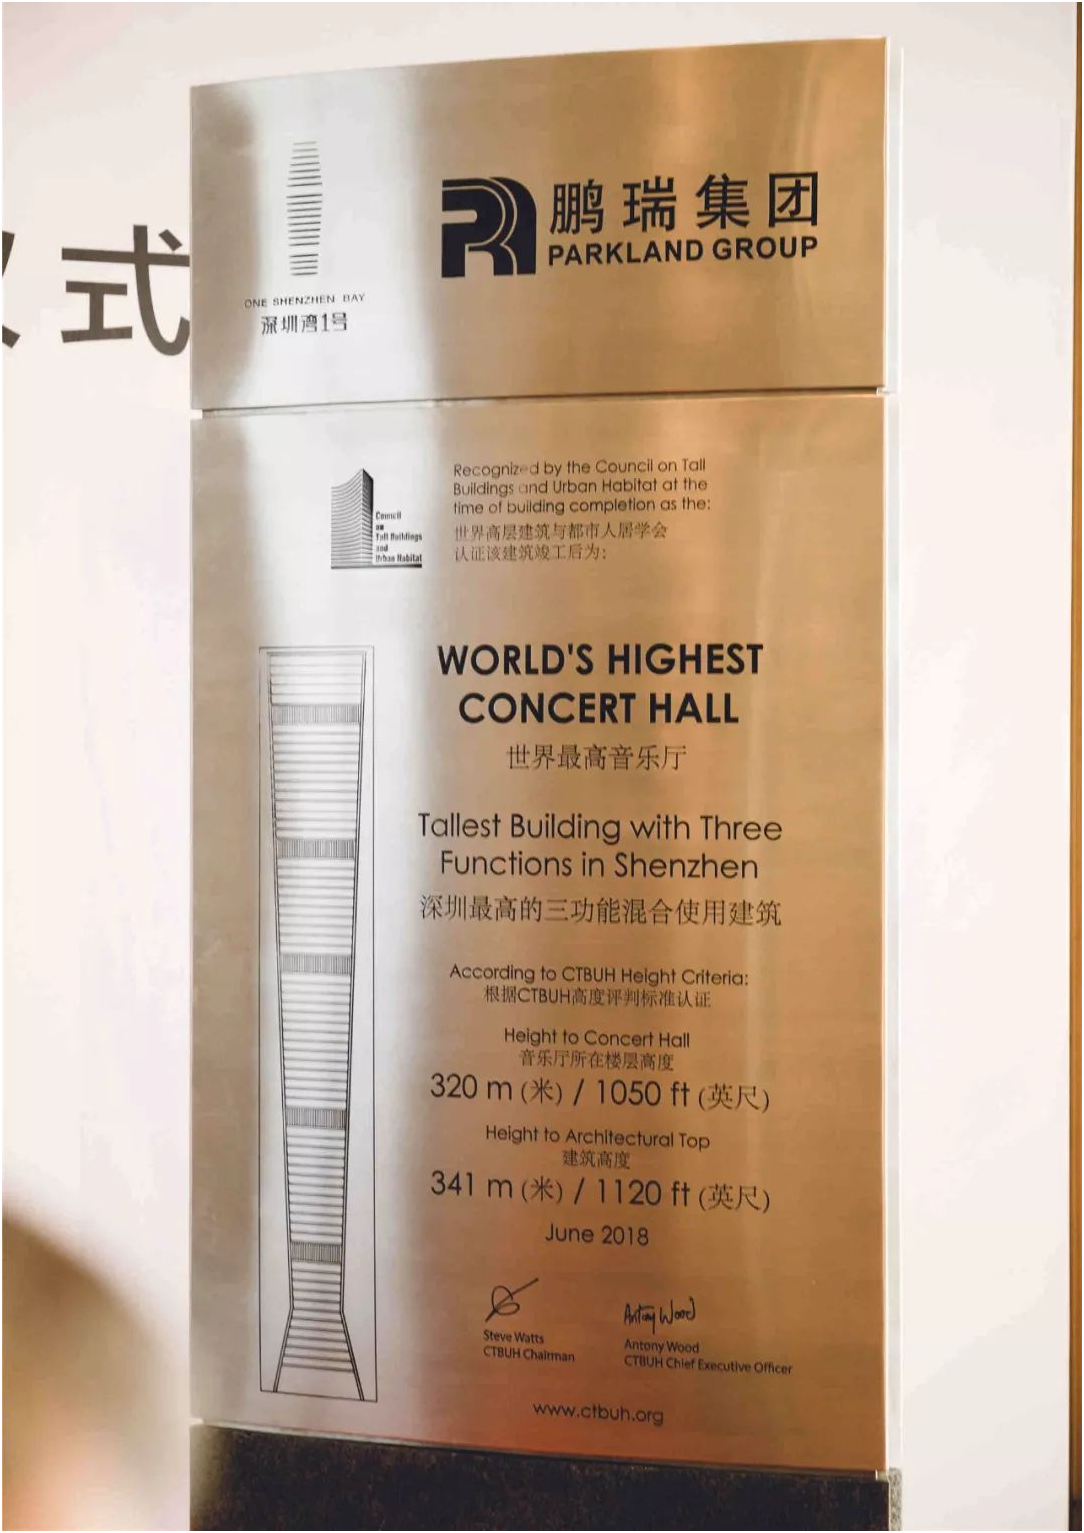 式
ONE SHENZHEN BAY
深圳湾1号
鹏瑞集团
PARKLAND GROUP
Council
on
Tall Buildings
and
Urban Habitat
Recognized by the Council on Tall
Buildings and Urban Habitat at the
time of building completion as the:
世界高层建筑与都市人居学会
认证该建筑竣工后为:
WORLD'S HIGHEST
CONCERT HALL
世界最高音乐厅
Tallest Building with Three
Functions in Shenzhen
深圳最高的三功能混合使用建筑
According to CTBUH Height Criteria:
根据CTBUH高度评判标准认证
Height to Concert Hall
音乐厅所在楼层高度
320 m (米) / 1050 ft (英尺)
Height to Architectural Top
建筑高度
341 m (米) / 1120 ft (英尺)
June 2018
Antony Wood
Steve Watts
CTBUH Chairman
Antony Wood
CTBUH Chief Executive Officer
www.ctbuh.org